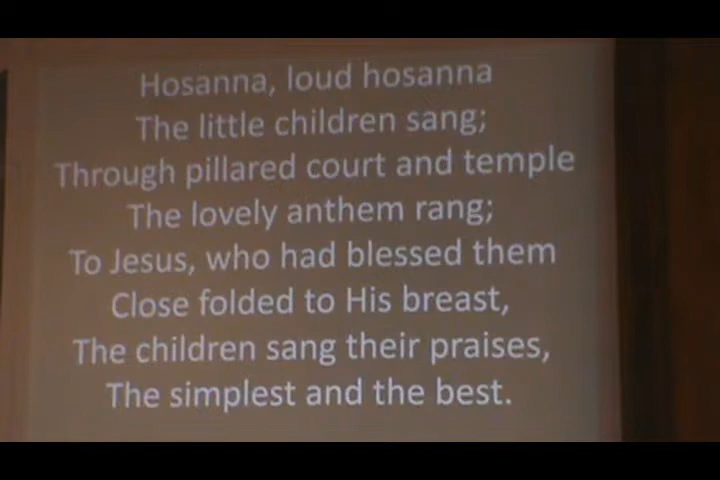 Hosanna, loud hosanna
The little children sang;
Through pillared court and temple
The lovely anthem rang;
To Jesus, who had blessed them
Close folded to His breast,
The children sang their praises,
The simplest and the best.